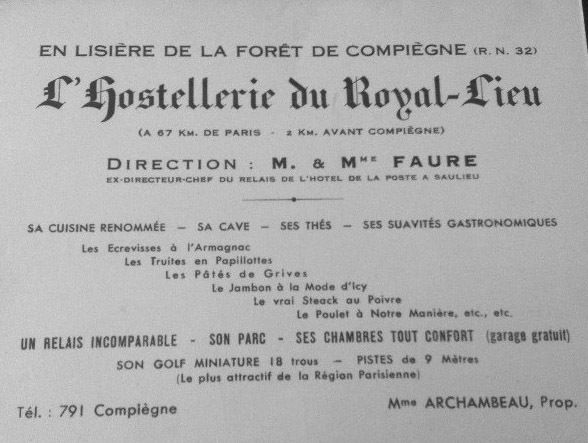 EN LISIÈRE DE LA FORÊT DE COMPIÈGNE (R. N. 32)
L'Hostellerie du Royal-Lieu
(A 67 KM. DE PARIS - 2 KM. AVANT COMPIÈGNE)
DIRECTION : M. & MME FAURE
EX-DIRECTEUR-CHEF DU RELAIS DE L'HOTEL DE LA POSTE A SAULIEU
SA CUISINE RENOMMÉE — SA CAVE — SES THÉS — SES SUAVITÉS GASTRONOMIQUES
Les Ecrevisses à l'Armagnac
Les Truites en Papillottes
Les Pâtés de Grives
Le Jambon à la Mode d'Icy
Le vrai Steack au Poivre
Le Poulet à Notre Manière, etc., etc.
UN RELAIS INCOMPARABLE - SON PARC - SES CHAMBRES TOUT CONFORT (garage gratuit)
SON GOLF MINIATURE 18 trous — PISTES de 9 Mètres
(Le plus attractif de la Région Parisienne)
Tél. : 791 Compiègne
Mme ARCHAMBEAU, Prop.